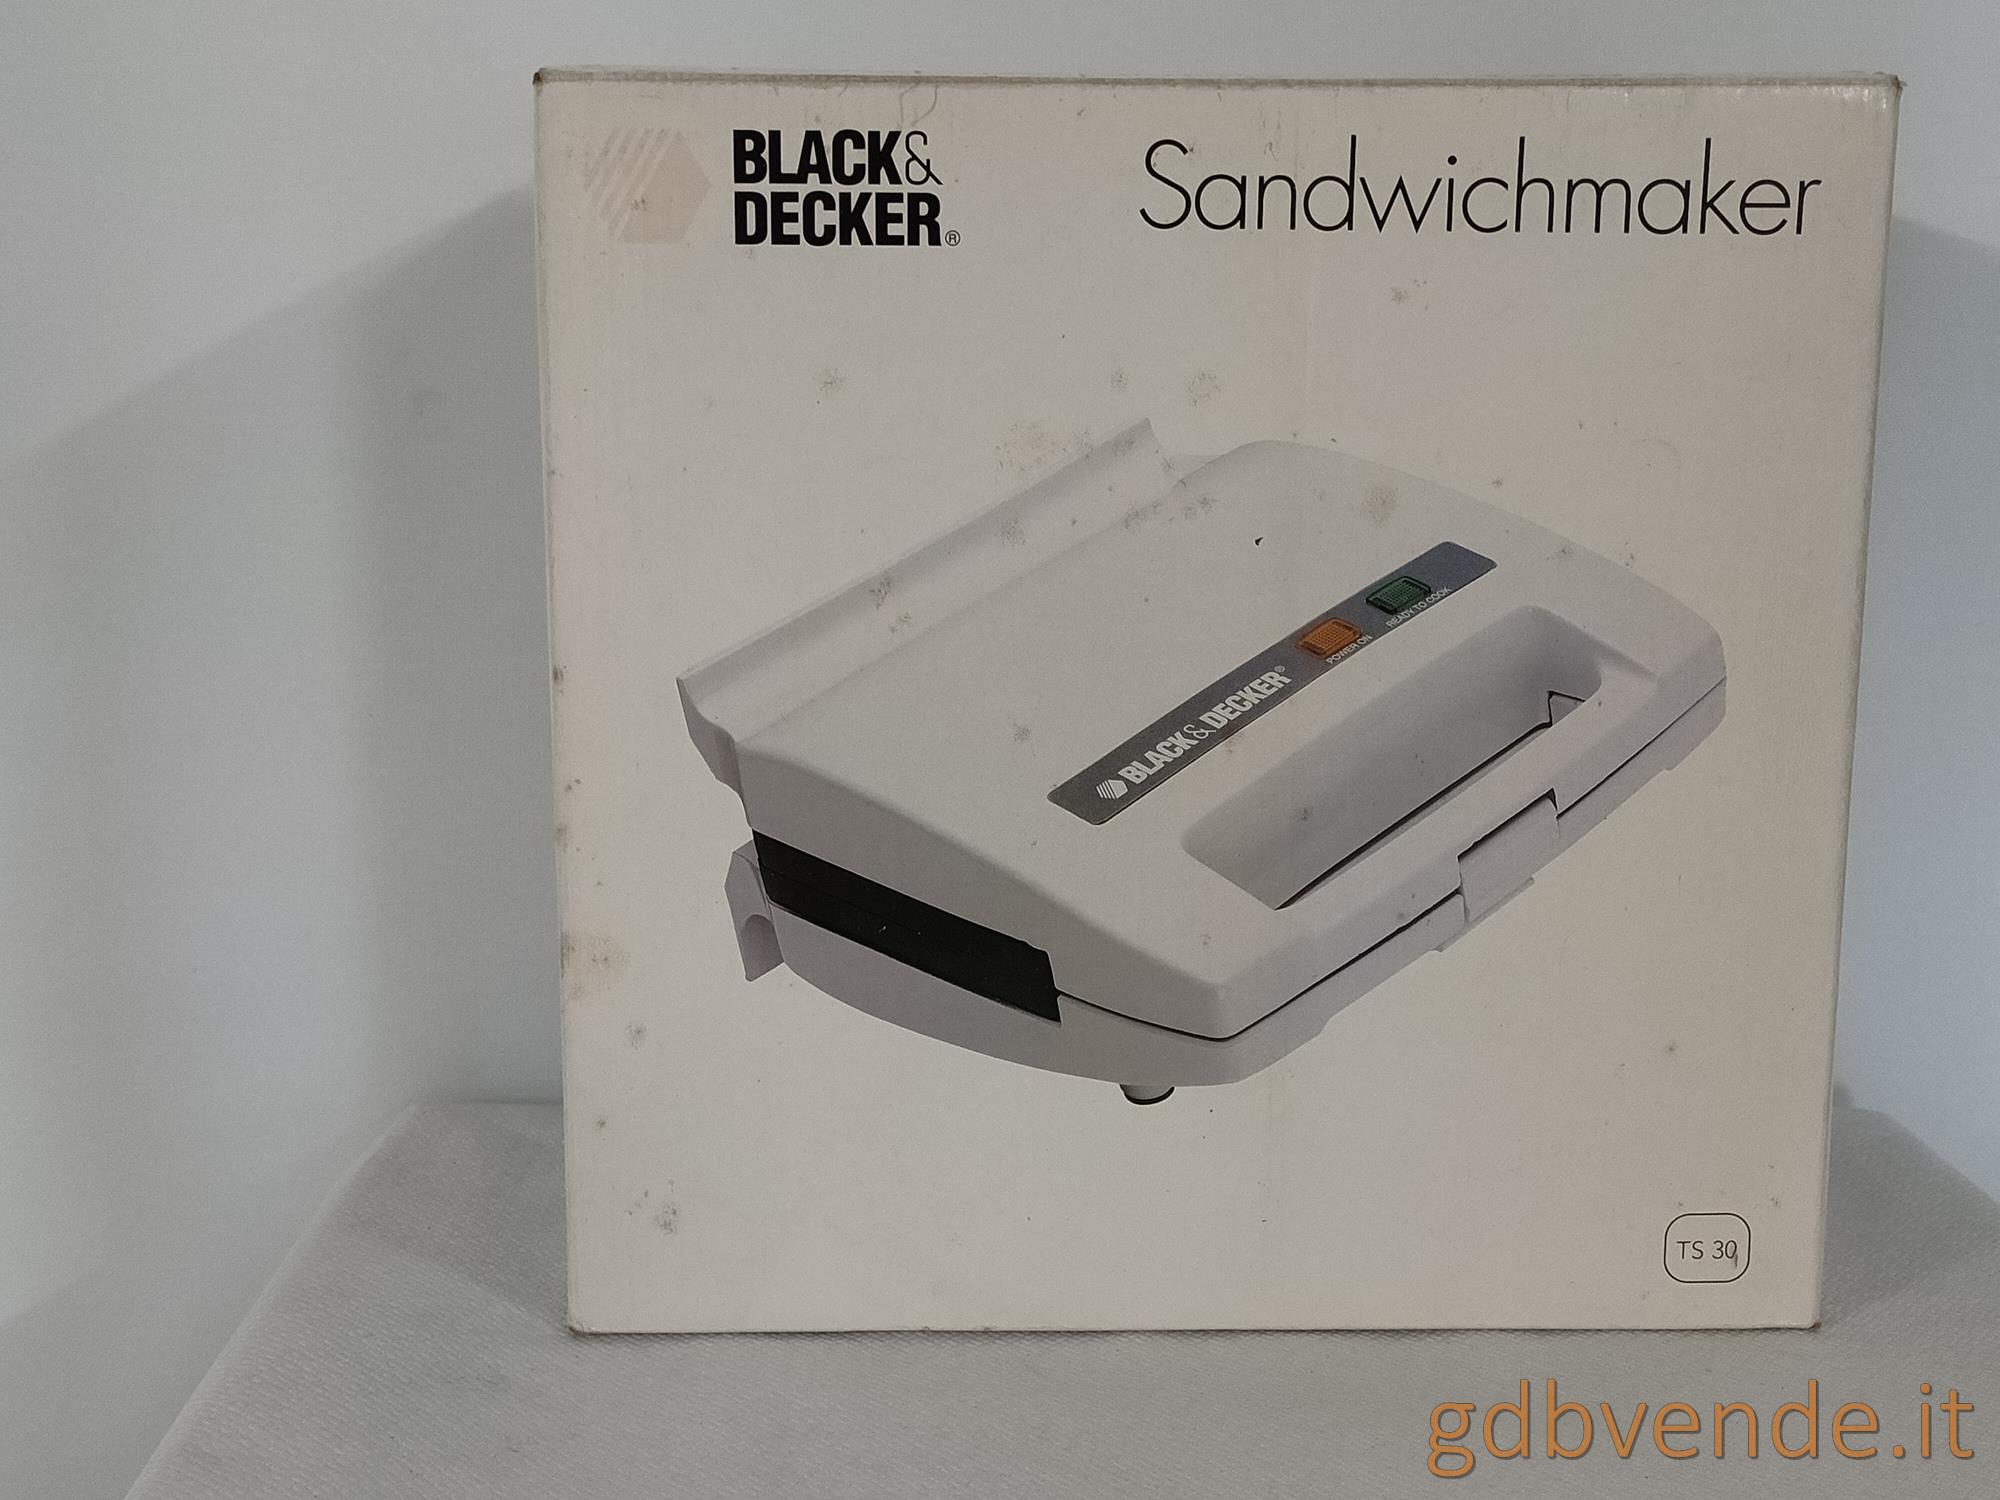 BLACK&
DECKER®
Sandwichmaker
READY TO COOK
POWER ON
BLACK& DECKER®
TS 30
gdbvende.it